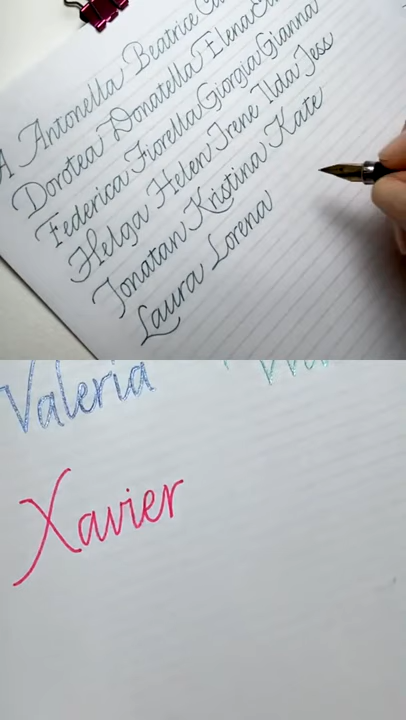 A Antonella Beatrice
Dorotea Donatella Elena
Federica Fiorella Giorgia Gianna
Helga Helen Irene Ilda Jess
Jonatan Kristina Kate
Laura Lorena
Valeria
Xavier